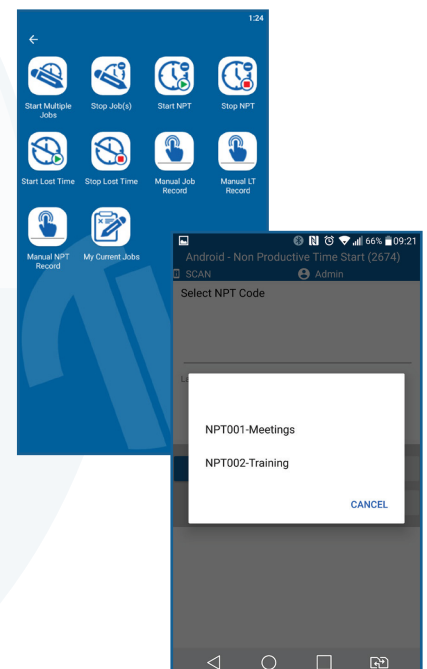 1:24
Start Multiple
Jobs
Stop Job(s)
Start NPT
Stop NPT
Start Lost Time
Stop Lost Time
Manual Job
Record
Manual LT
Record
Manual NPT
Record
My Current Jobs
66% 09:21
Android - Non Productive Time Start (2674)
SCAN
Admin
Select NPT Code
La
NPT001-Meetings
NPT002-Training
CANCEL